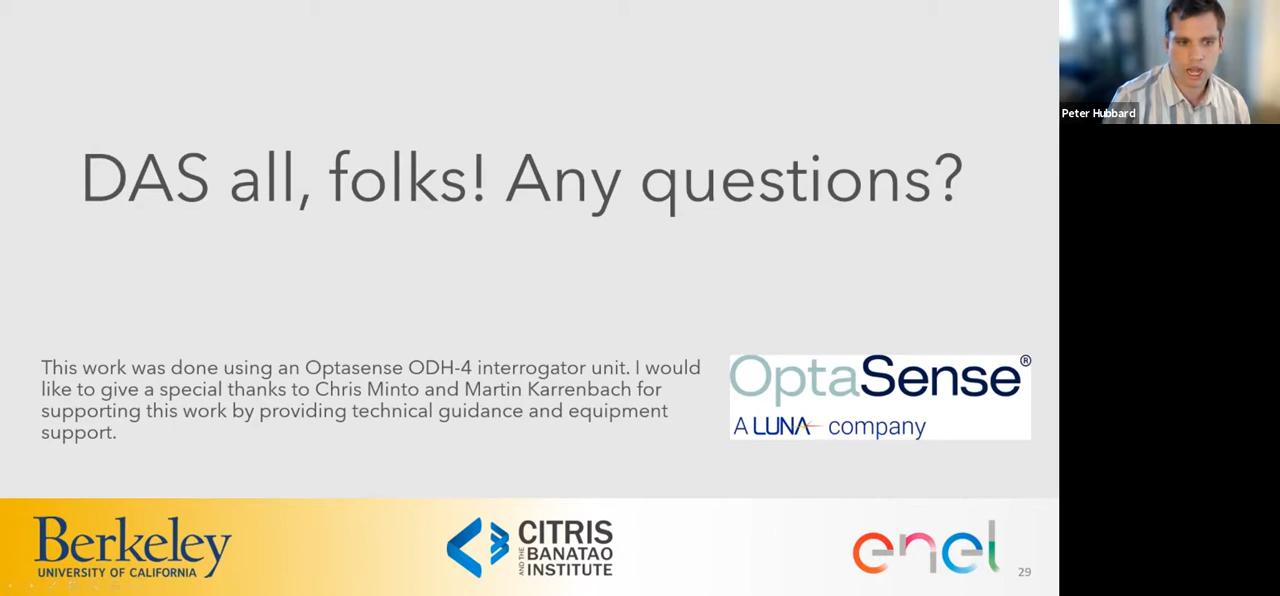 DAS all, folks! Any questions?
This work was done using an Optasense ODH-4 interrogator unit. I would
like to give a special thanks to Chris Minto and Martin Karrenbach for
supporting this work by providing technical guidance and equipment
support.
OptaSense®
A LUNA company
Berkeley
UNIVERSITY OF CALIFORNIA
CITRIS
AND THE
BANATAO
INSTITUTE
enel
29
Peter Hubbard